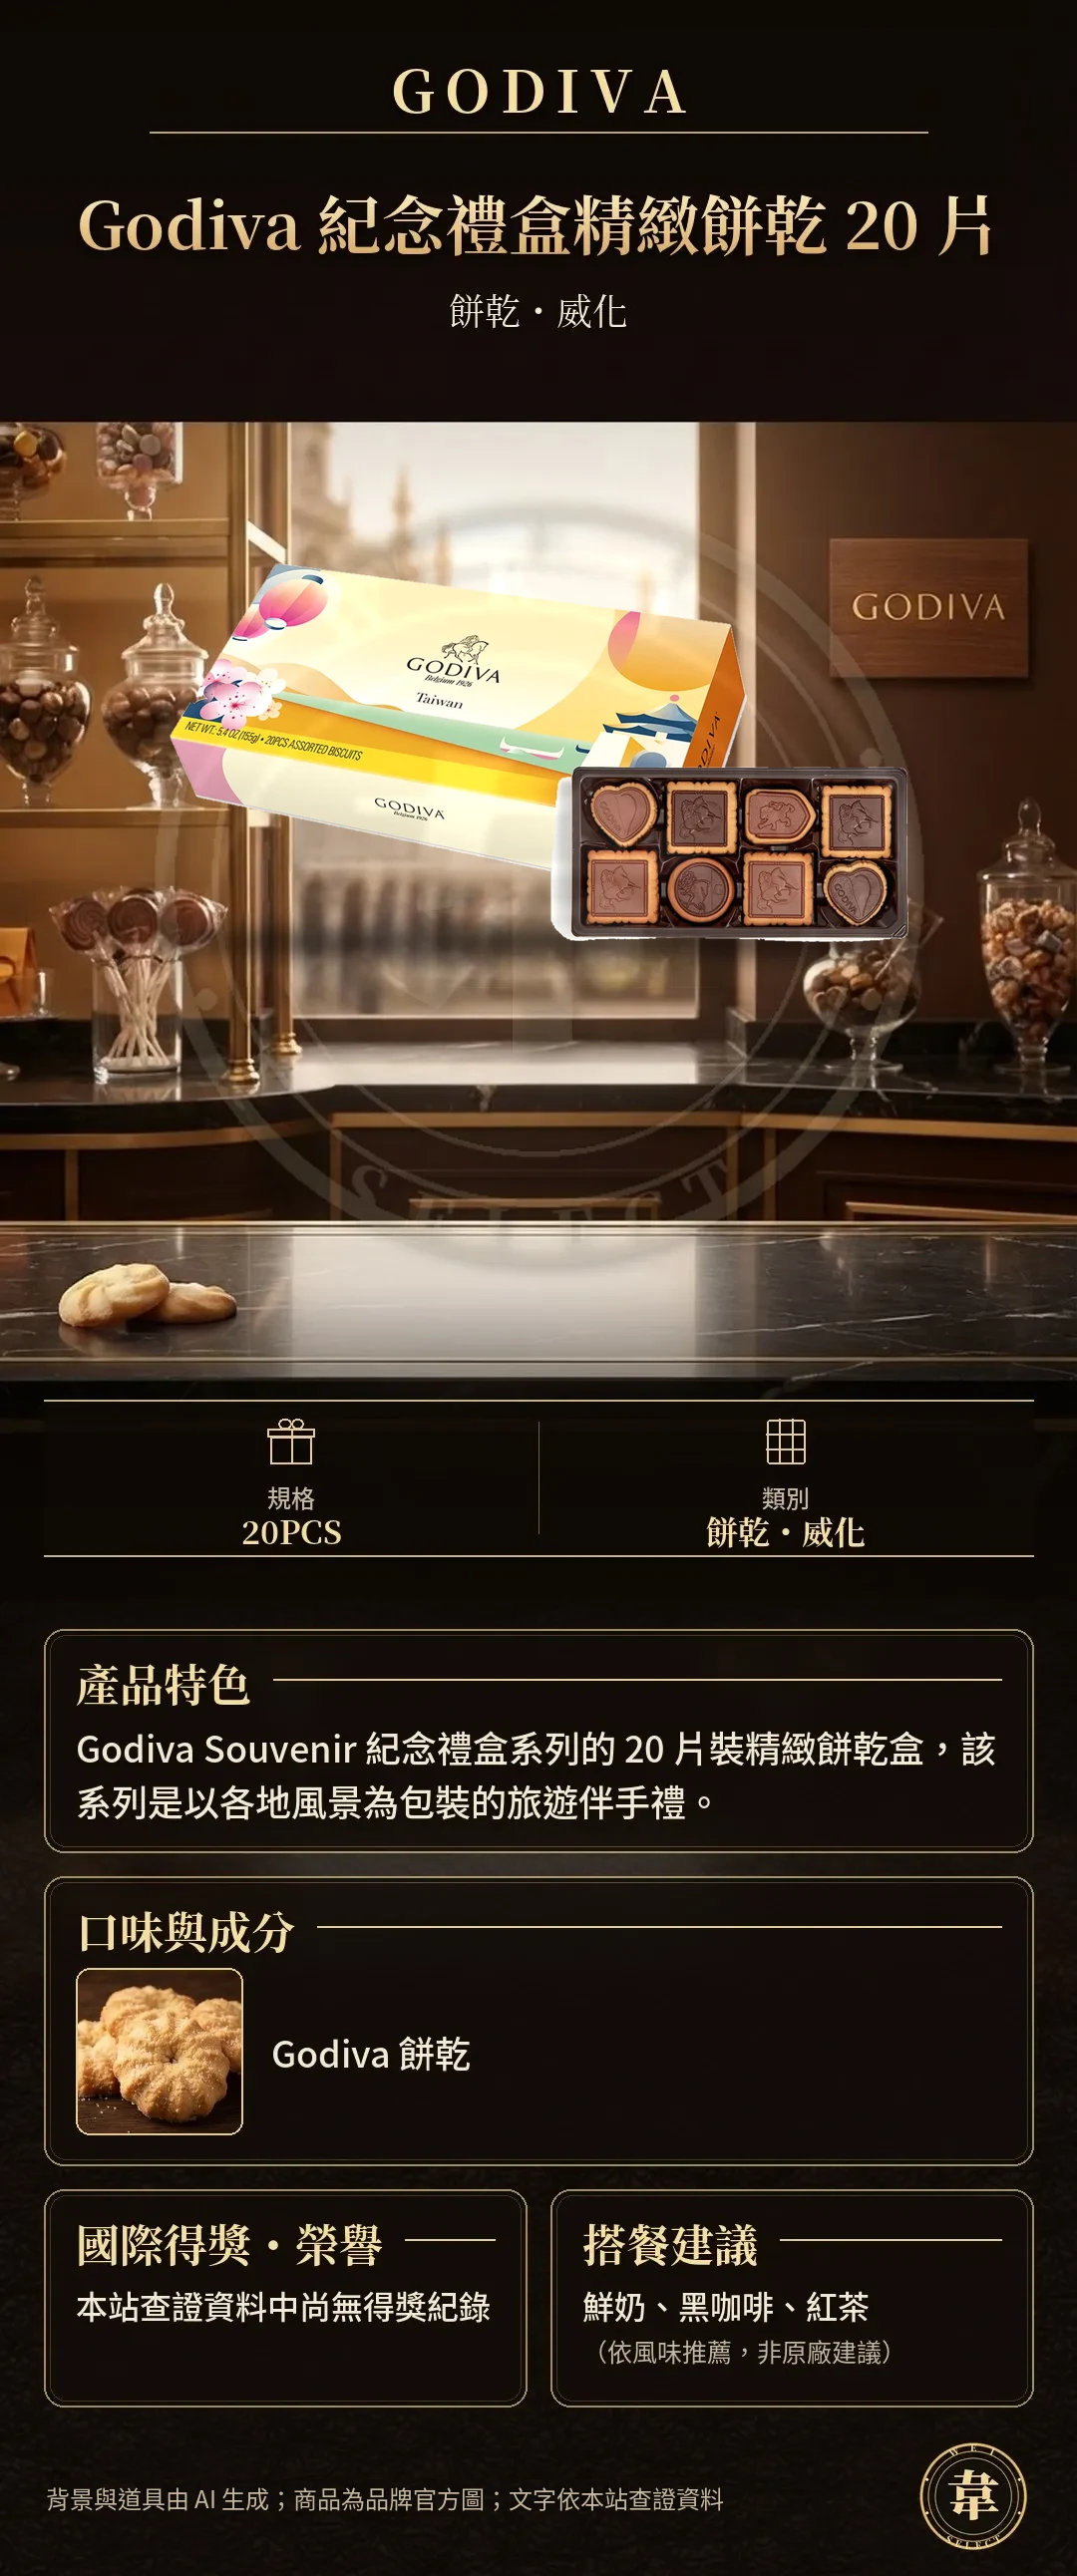 GODIVA
Godiva 紀念禮盒精緻餅乾 20 片
餅乾・威化
GODIVA
GODIVA
Belgium 1926
Taiwan
NET WT. 5.4 OZ (155g) • 20PCS ASSORTED BISCUITS
GODIVA
Belgium 1926
GODIVA
SELECT
規格
20PCS
類別
餅乾・威化
產品特色
Godiva Souvenir 紀念禮盒系列的 20 片裝精緻餅乾盒，該
系列是以各地風景為包裝的旅遊伴手禮。
口味與成分
Godiva 餅乾
國際得獎・榮譽
本站查證資料中尚無得獎紀錄
搭餐建議
鮮奶、黑咖啡、紅茶
（依風味推薦，非原廠建議）
背景與道具由 AI 生成；商品為品牌官方圖；文字依本站查證資料
WEI
韋
SELECT